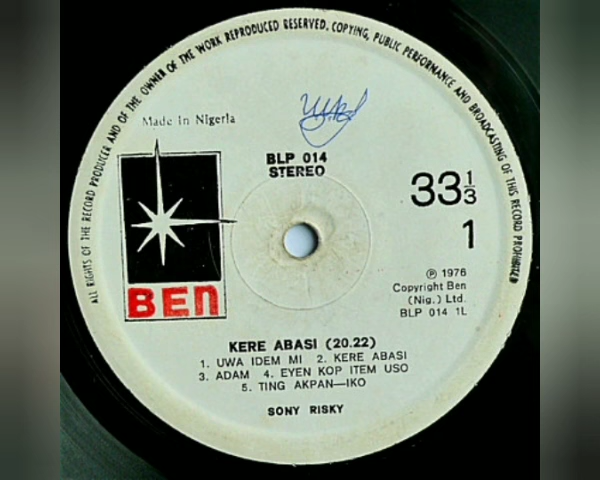 ALL RIGHTS OF THE RECORD PRODUCER AND OF THE OWNER OF THE WORK REPRODUCED RESERVED. COPYING, PUBLIC PERFORMANCE AND BROADCASTING OF THIS RECORD PROHIBITED
Made in Nigeria
BLP 014
STEREO
33⅓
1
BEN
℗ 1976
Copyright Ben
(Nig.) Ltd.
BLP 014 1L
KERE ABASI (20.22)
1. UWA IDEM MI 2. KERE ABASI
3. ADAM 4. EYEN KOP ITEM USO
5. TING AKPAN—IKO
SONY RISKY